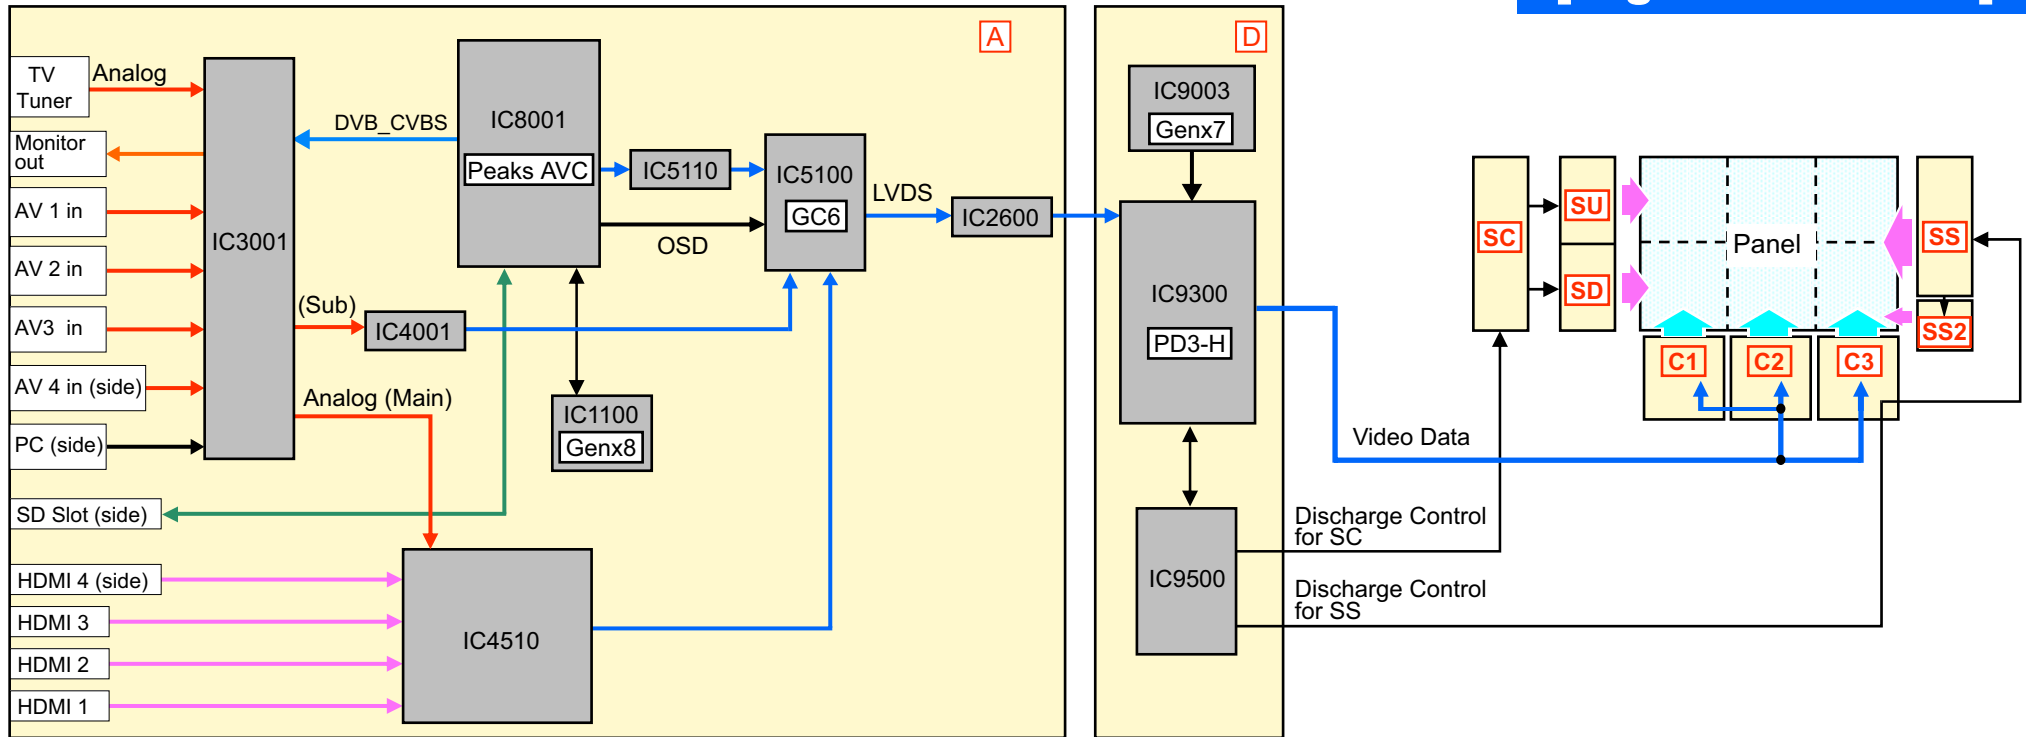 A
D
TV
Tuner
Analog
Monitor
out
AV 1 in
AV 2 in
AV3 in
AV 4 in (side)
PC (side)
SD Slot (side)
HDMI 4 (side)
HDMI 3
HDMI 2
HDMI 1
IC3001
DVB_CVBS
(Sub)
Analog (Main)
IC4001
IC8001
Peaks AVC
IC5110
OSD
IC5100
GC6
IC1100
Genx8
IC4510
LVDS
IC2600
IC9003
Genx7
IC9300
PD3-H
IC9500
Video Data
Discharge Control
for SC
Discharge Control
for SS
SC
SU
SD
Panel
SS
SS2
C1
C2
C3